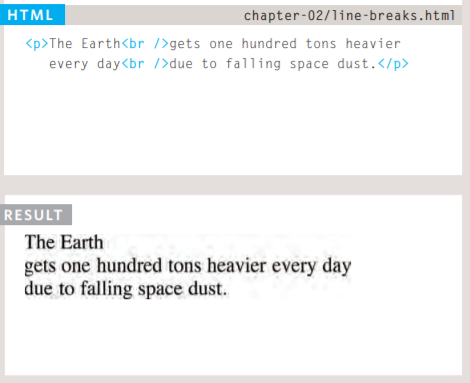 HTML chapter-02/line-breaks.html
<p>The Earth<br />gets one hundred tons heavier
every day<br />due to falling space dust.</p>
RESULT
The Earth
gets one hundred tons heavier every day
due to falling space dust.